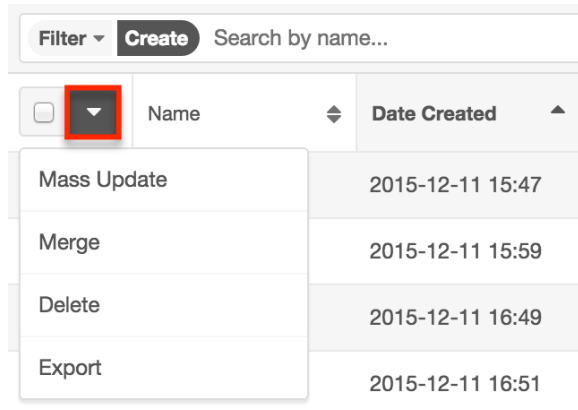 Filter Create Search by name...
Name Date Created
Mass Update 2015-12-11 15:47
Merge 2015-12-11 15:59
Delete 2015-12-11 16:49
Export 2015-12-11 16:51